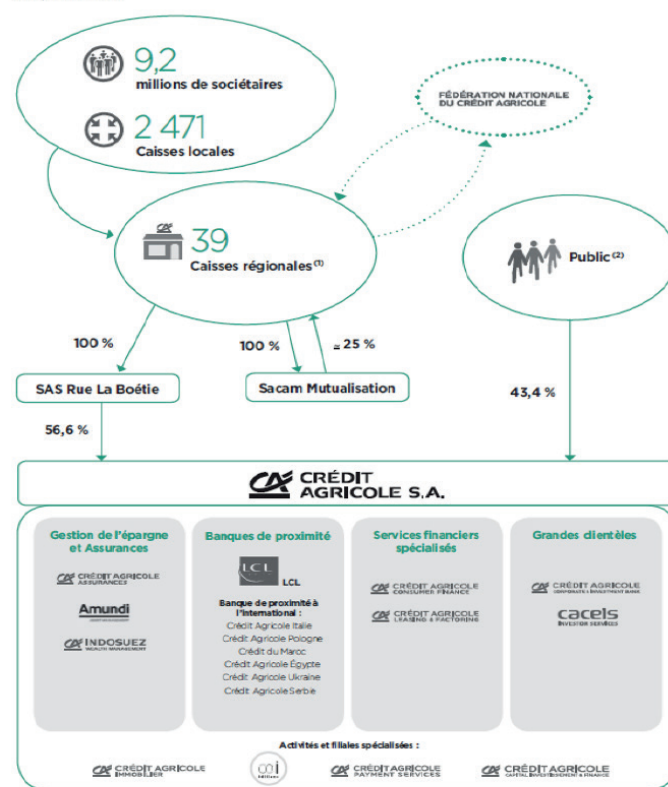 9,2
millions de sociétaires
2 471
Caisses locales
FÉDÉRATION NATIONALE
DU CRÉDIT AGRICOLE
39
Caisses régionales(1)
Public(2)
100 %
100 %
≃ 25 %
SAS Rue La Boétie
Sacam Mutualisation
43,4 %
56,6 %
CRÉDIT
AGRICOLE S.A.
Gestion de l'épargne
et Assurances
CRÉDIT AGRICOLE
ASSURANCES
Amundi
INDOSUEZ
WEALTH MANAGEMENT
Banques de proximité
LCL
LCL
Banque de proximité à
l'international :
Crédit Agricole Italie
Crédit Agricole Pologne
Crédit du Maroc
Crédit Agricole Égypte
Crédit Agricole Ukraine
Crédit Agricole Serbie
Services financiers
spécialisés
CRÉDIT AGRICOLE
CONSUMER FINANCE
CRÉDIT AGRICOLE
LEASING & FACTORING
Grandes clientèles
CRÉDIT AGRICOLE
CORPORATE & INVESTMENT BANK
caceis
INVESTOR SERVICES
Activités et filiales spécialisées :
CRÉDIT AGRICOLE
IMMOBILIER
CRÉDIT AGRICOLE
PAYMENT SERVICES
CRÉDIT AGRICOLE
CAPITAL INVESTISSEMENT & FINANCE